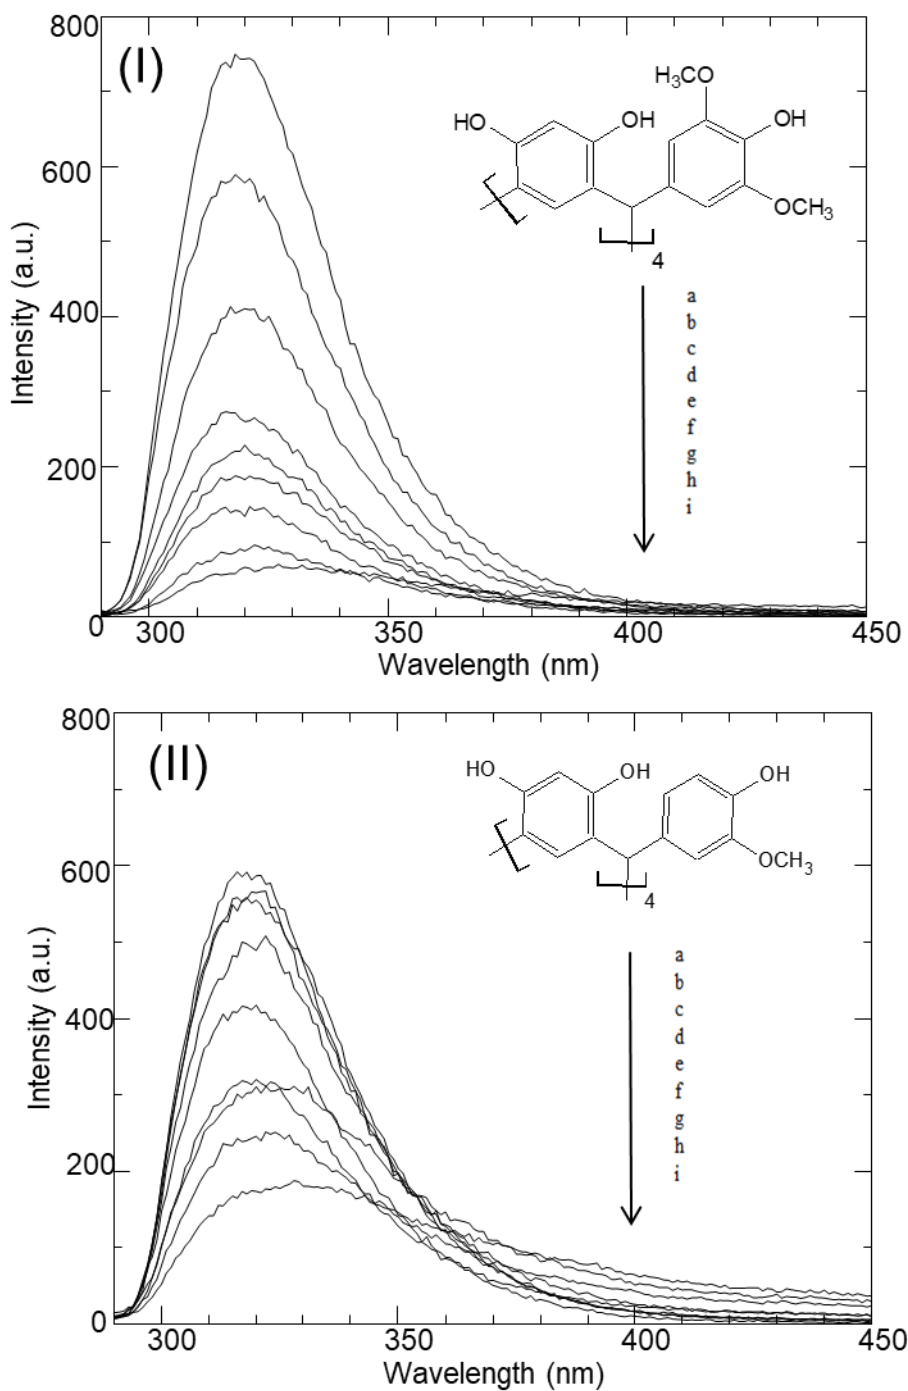 800
(I)
H3CO
HO
OH
OH
OCH3
4
600
400
200
0
a
b
c
d
e
f
g
h
i
Intensity (a.u.)
300
350
400
450
Wavelength (nm)
800
(II)
HO
OH
OH
OCH3
4
600
400
200
0
a
b
c
d
e
f
g
h
i
Intensity (a.u.)
300
350
400
450
Wavelength (nm)